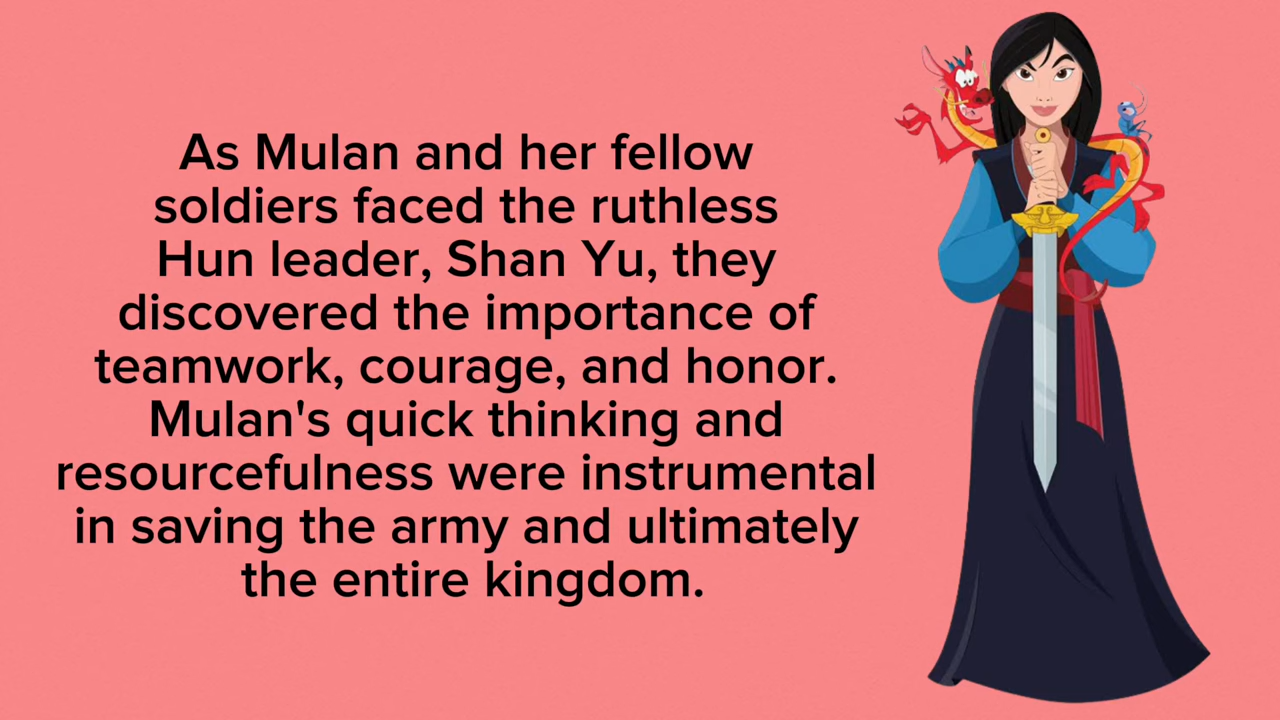 As Mulan and her fellow
soldiers faced the ruthless
Hun leader, Shan Yu, they
discovered the importance of
teamwork, courage, and honor.
Mulan's quick thinking and
resourcefulness were instrumental
in saving the army and ultimately
the entire kingdom.